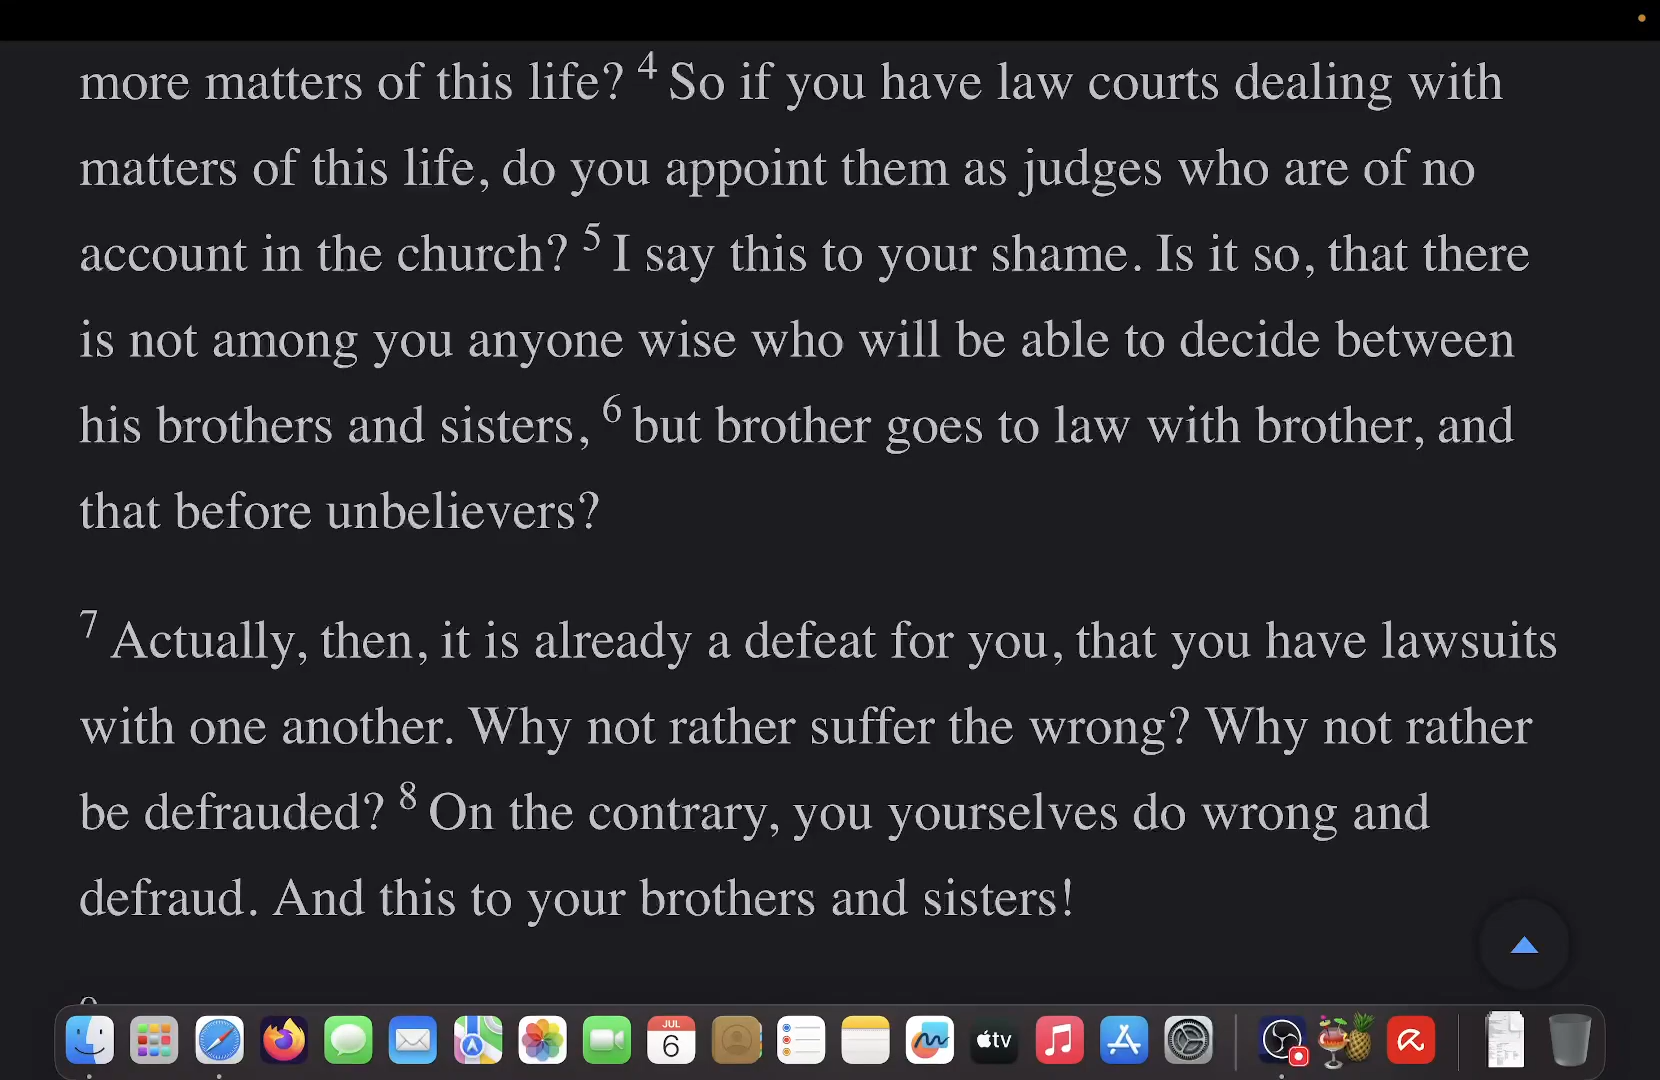 more matters of this life? 4 So if you have law courts dealing with
matters of this life, do you appoint them as judges who are of no
account in the church? 5 I say this to your shame. Is it so, that there
is not among you anyone wise who will be able to decide between
his brothers and sisters, 6 but brother goes to law with brother, and
that before unbelievers?
7 Actually, then, it is already a defeat for you, that you have lawsuits
with one another. Why not rather suffer the wrong? Why not rather
be defrauded? 8 On the contrary, you yourselves do wrong and
defraud. And this to your brothers and sisters!
JUL
6
tv